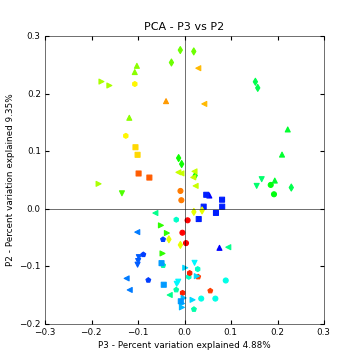 PCA - P3 vs P2
P2 - Percent variation explained 9.35%
0.3
0.2
0.1
0.0
−0.1
−0.2
−0.3 −0.2 −0.1 0.0 0.1 0.2 0.3
P3 - Percent variation explained 4.88%